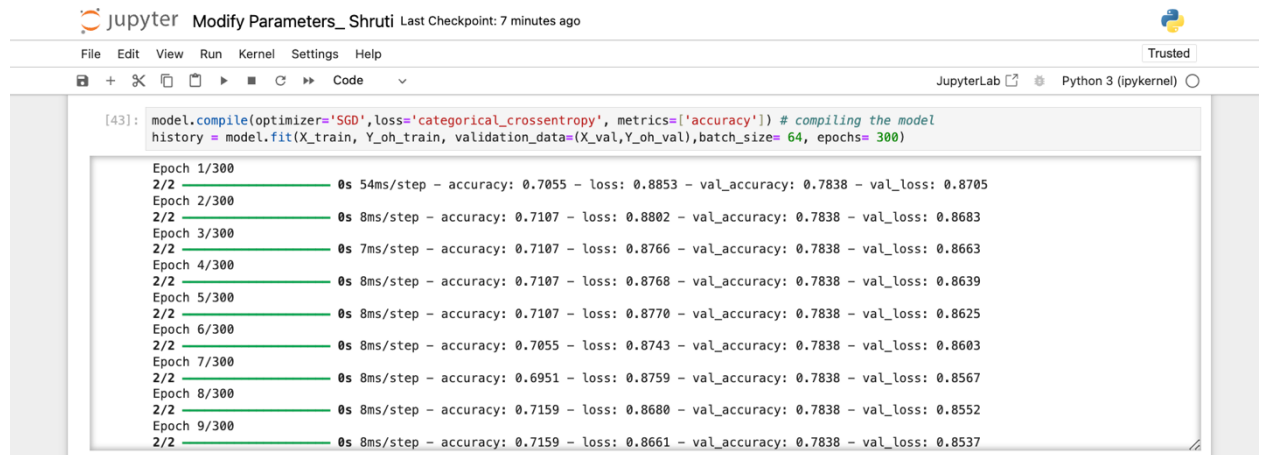 jupyter Modify Parameters_ Shruti Last Checkpoint: 7 minutes ago
File Edit View Run Kernel Settings Help Trusted
Code JupyterLab Python 3 (ipykernel)
[43]: model.compile(optimizer='SGD',loss='categorical_crossentropy', metrics=['accuracy']) # compiling the model
history = model.fit(X_train, Y_oh_train, validation_data=(X_val,Y_oh_val),batch_size= 64, epochs= 300)
Epoch 1/300
2/2 ━━━━━━━━━━━━━━━━━━━━ 0s 54ms/step - accuracy: 0.7055 - loss: 0.8853 - val_accuracy: 0.7838 - val_loss: 0.8705
Epoch 2/300
2/2 ━━━━━━━━━━━━━━━━━━━━ 0s 8ms/step - accuracy: 0.7107 - loss: 0.8802 - val_accuracy: 0.7838 - val_loss: 0.8683
Epoch 3/300
2/2 ━━━━━━━━━━━━━━━━━━━━ 0s 7ms/step - accuracy: 0.7107 - loss: 0.8766 - val_accuracy: 0.7838 - val_loss: 0.8663
Epoch 4/300
2/2 ━━━━━━━━━━━━━━━━━━━━ 0s 8ms/step - accuracy: 0.7107 - loss: 0.8768 - val_accuracy: 0.7838 - val_loss: 0.8639
Epoch 5/300
2/2 ━━━━━━━━━━━━━━━━━━━━ 0s 8ms/step - accuracy: 0.7107 - loss: 0.8770 - val_accuracy: 0.7838 - val_loss: 0.8625
Epoch 6/300
2/2 ━━━━━━━━━━━━━━━━━━━━ 0s 8ms/step - accuracy: 0.7055 - loss: 0.8743 - val_accuracy: 0.7838 - val_loss: 0.8603
Epoch 7/300
2/2 ━━━━━━━━━━━━━━━━━━━━ 0s 8ms/step - accuracy: 0.6951 - loss: 0.8759 - val_accuracy: 0.7838 - val_loss: 0.8567
Epoch 8/300
2/2 ━━━━━━━━━━━━━━━━━━━━ 0s 8ms/step - accuracy: 0.7159 - loss: 0.8680 - val_accuracy: 0.7838 - val_loss: 0.8552
Epoch 9/300
2/2 ━━━━━━━━━━━━━━━━━━━━ 0s 8ms/step - accuracy: 0.7159 - loss: 0.8661 - val_accuracy: 0.7838 - val_loss: 0.8537